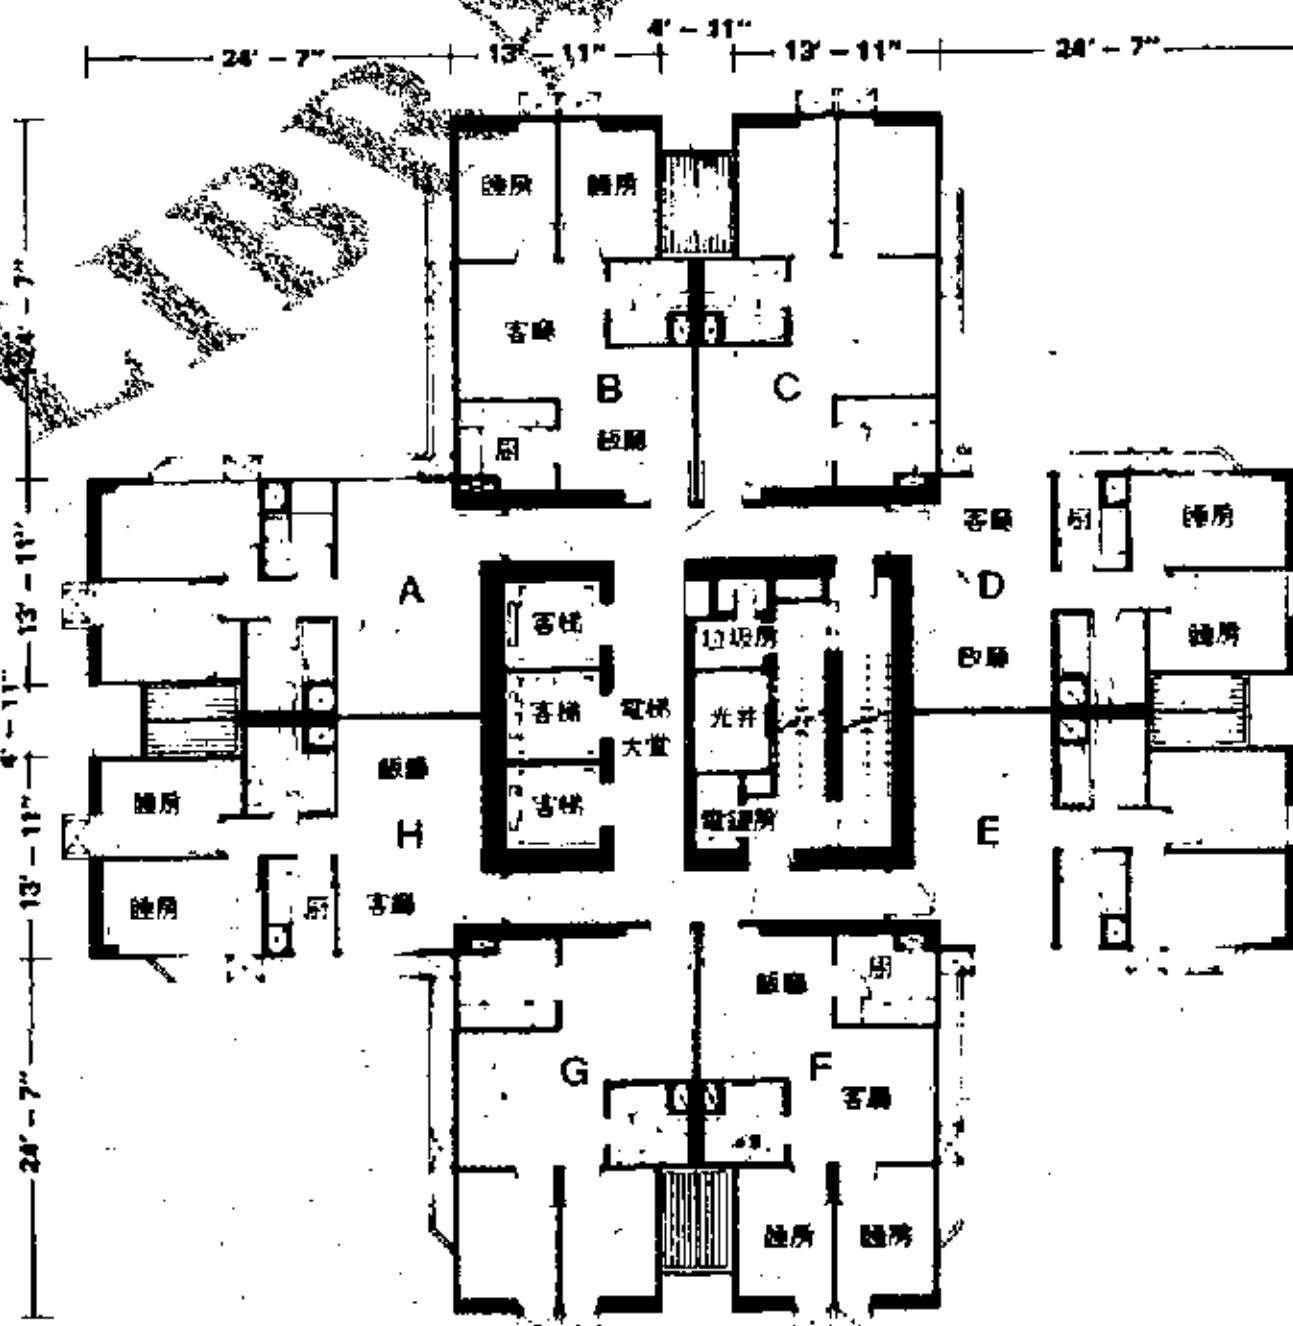 4' – 11"
24' – 7" 13' – 11" 13' – 11" 24' – 7"
LIBR
睡房 睡房
24' – 7"
客廳
B C
飯廳
廚
客廳 廚 睡房
13' – 11"
A D
客梯 垃圾房 睡房
飯廳
4' – 11"
客梯 電梯 光井
大堂
飯廳
睡房 客梯 電錶房
13' – 11"
H E
睡房 廚 客廳
飯廳 廚
G F
客廳
24' – 7"
睡房 睡房